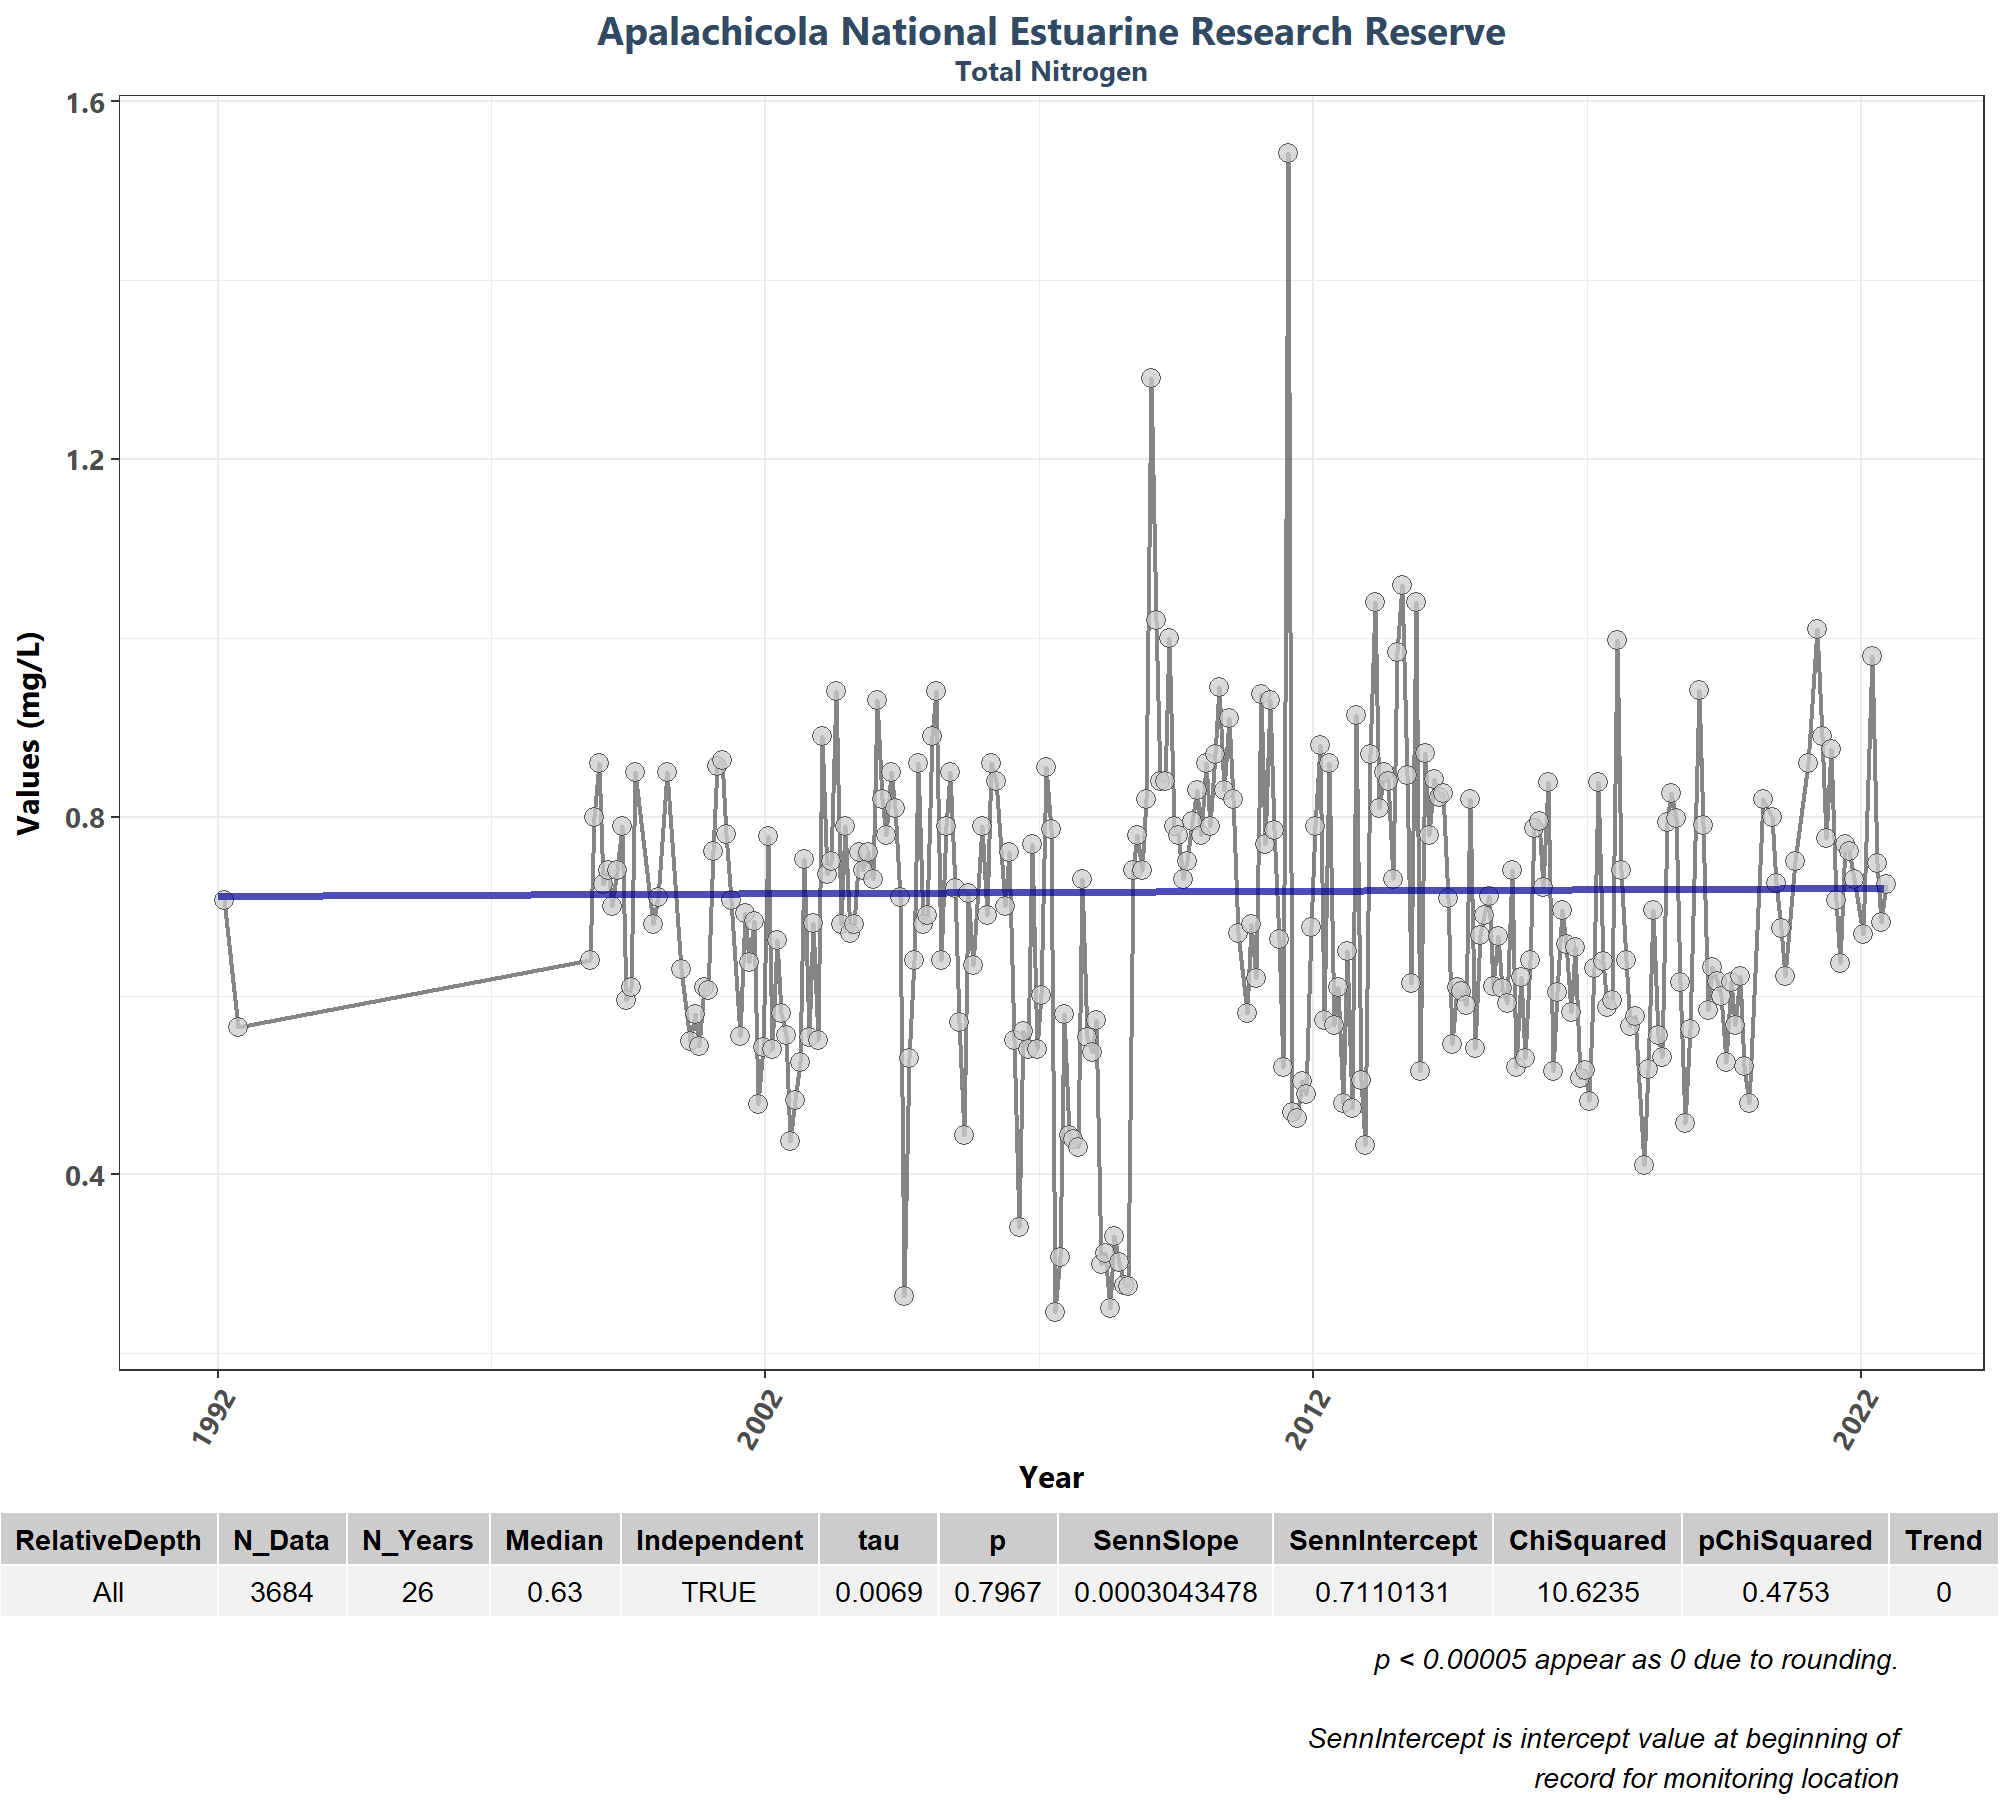 Apalachicola National Estuarine Research Reserve
Total Nitrogen
1.6
1.2
0.8
0.4
Values (mg/L)
1992
2002
2012
2022
Year
RelativeDepth N_Data N_Years Median Independent tau p SennSlope SennIntercept ChiSquared pChiSquared Trend
All 3684 26 0.63 TRUE 0.0069 0.7967 0.0003043478 0.7110131 10.6235 0.4753 0
p < 0.00005 appear as 0 due to rounding.
SennIntercept is intercept value at beginning of
record for monitoring location